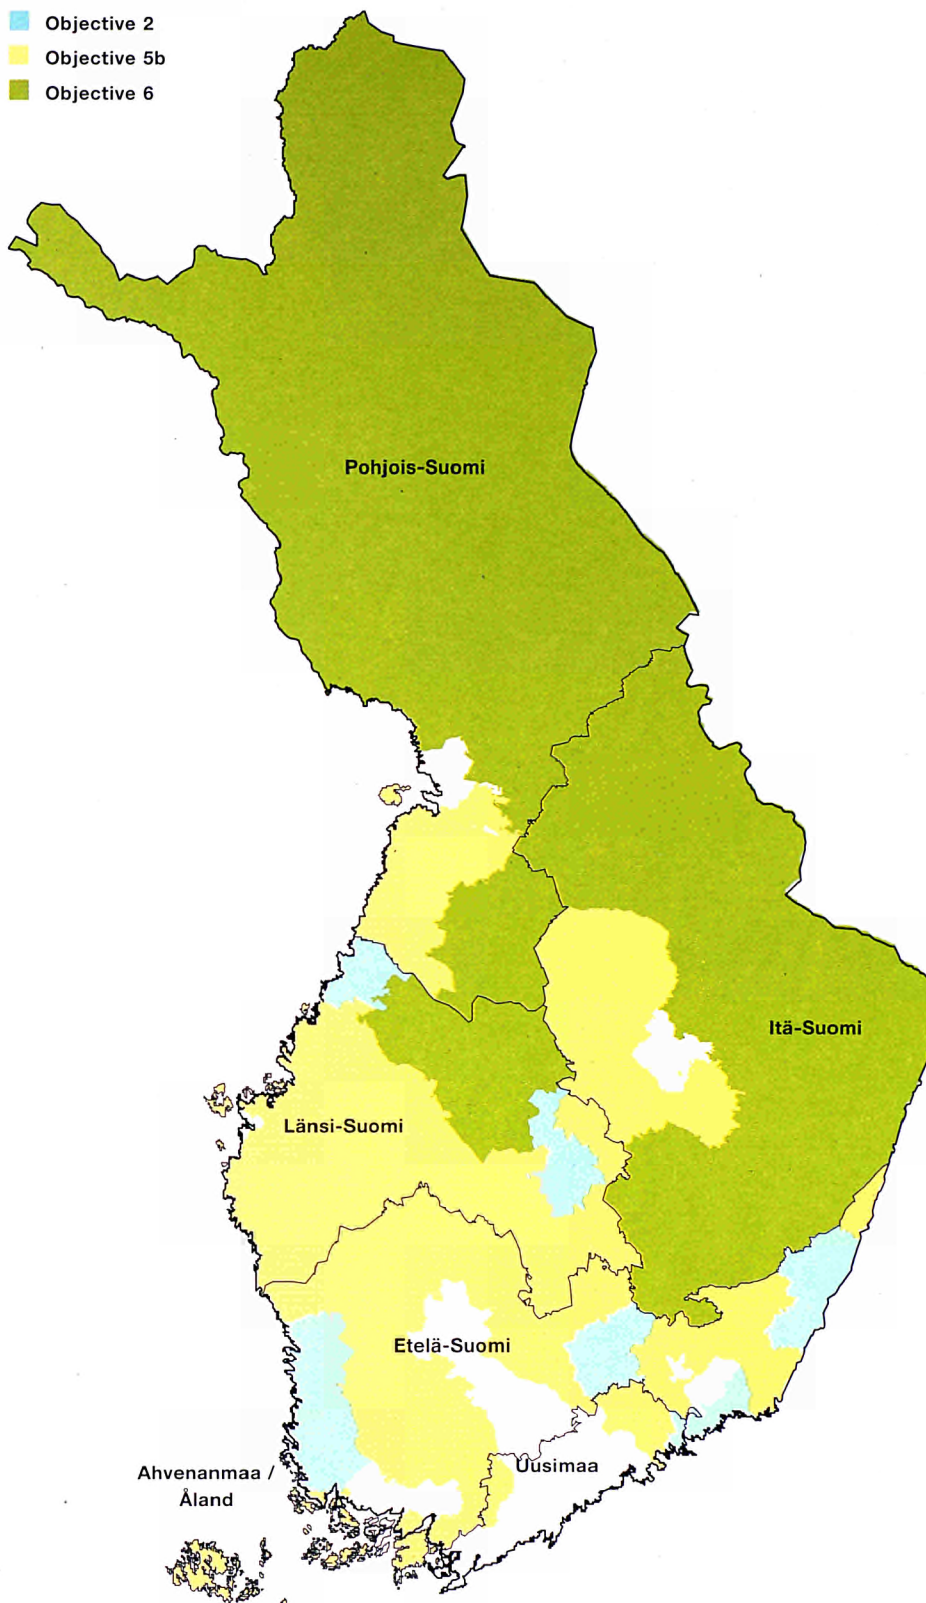 Objective 2
Objective 5b
Objective 6
Pohjois-Suomi
Itä-Suomi
Länsi-Suomi
Etelä-Suomi
Uusimaa
Ahvenanmaa /
Åland